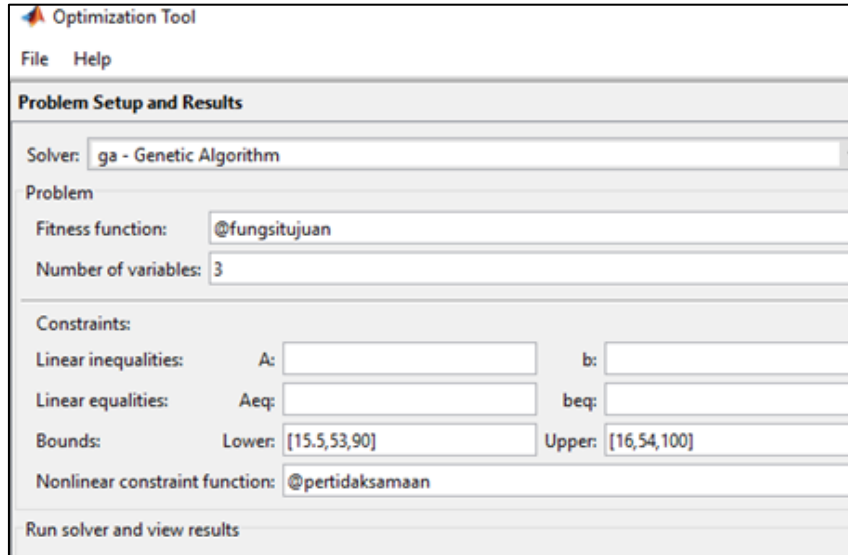 Optimization Tool
File Help
Problem Setup and Results
Solver: ga - Genetic Algorithm
Problem
Fitness function: @fungsitujuan
Number of variables: 3
Constraints:
Linear inequalities: A: b:
Linear equalities: Aeq: beq:
Bounds: Lower: [15.5,53,90] Upper: [16,54,100]
Nonlinear constraint function: @pertidaksamaan
Run solver and view results